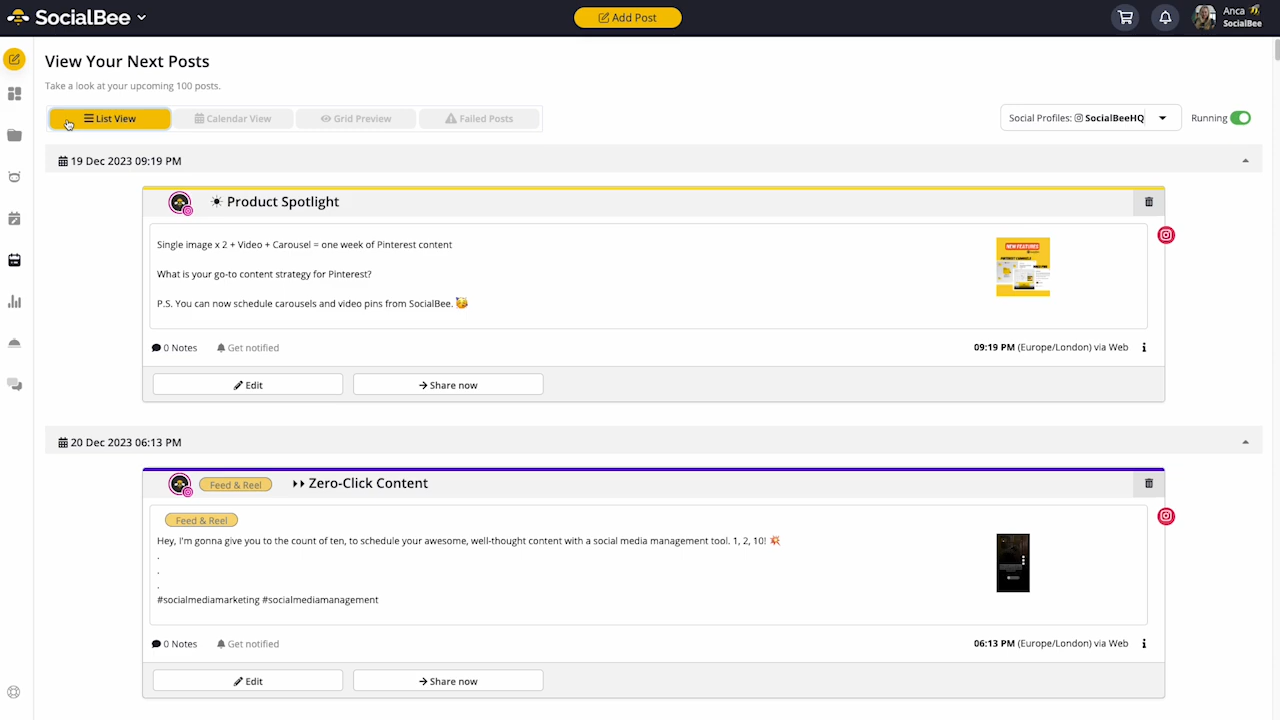 SocialBee
Add Post
Anca
SocialBee
View Your Next Posts
Take a look at your upcoming 100 posts.
List View
Calendar View
Grid Preview
Failed Posts
Social Profiles: SocialBeeHQ
Running
19 Dec 2023 09:19 PM
Product Spotlight
Single image x 2 + Video + Carousel = one week of Pinterest content
What is your go-to content strategy for Pinterest?
P.S. You can now schedule carousels and video pins from SocialBee.
NEW FEATURES
PINTEREST CAROUSELS
0 Notes
Get notified
09:19 PM (Europe/London) via Web
Edit
Share now
20 Dec 2023 06:13 PM
Feed & Reel
Zero-Click Content
Feed & Reel
Hey, I'm gonna give you to the count of ten, to schedule your awesome, well-thought content with a social media management tool. 1, 2, 10!
.
.
.
#socialmediamarketing #socialmediamanagement
0 Notes
Get notified
06:13 PM (Europe/London) via Web
Edit
Share now